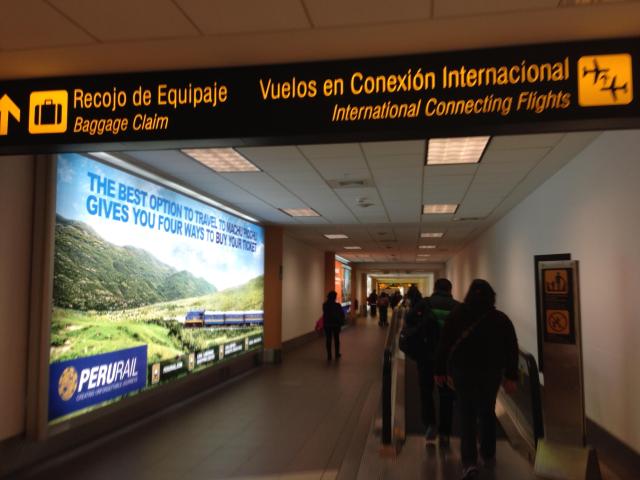 Recojo de Equipaje
Baggage Claim
Vuelos en Conexión Internacional
International Connecting Flights
THE BEST OPTION TO TRAVEL TO MACHU PICCHU
GIVES YOU FOUR WAYS TO BUY YOUR TICKET
PERURAIL